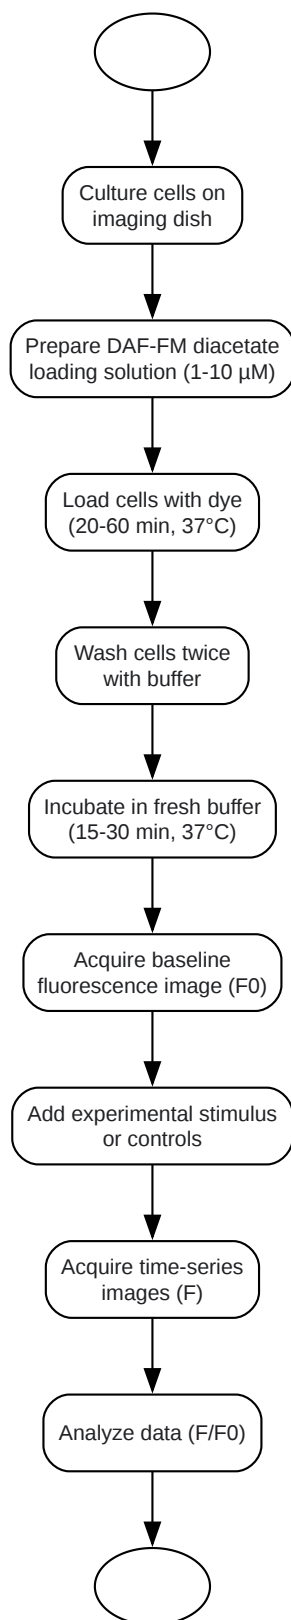 Culture cells on
imaging dish
Prepare DAF-FM diacetate
loading solution (1-10 µM)
Load cells with dye
(20-60 min, 37°C)
Wash cells twice
with buffer
Incubate in fresh buffer
(15-30 min, 37°C)
Acquire baseline
fluorescence image (F0)
Add experimental stimulus
or controls
Acquire time-series
images (F)
Analyze data (F/F0)